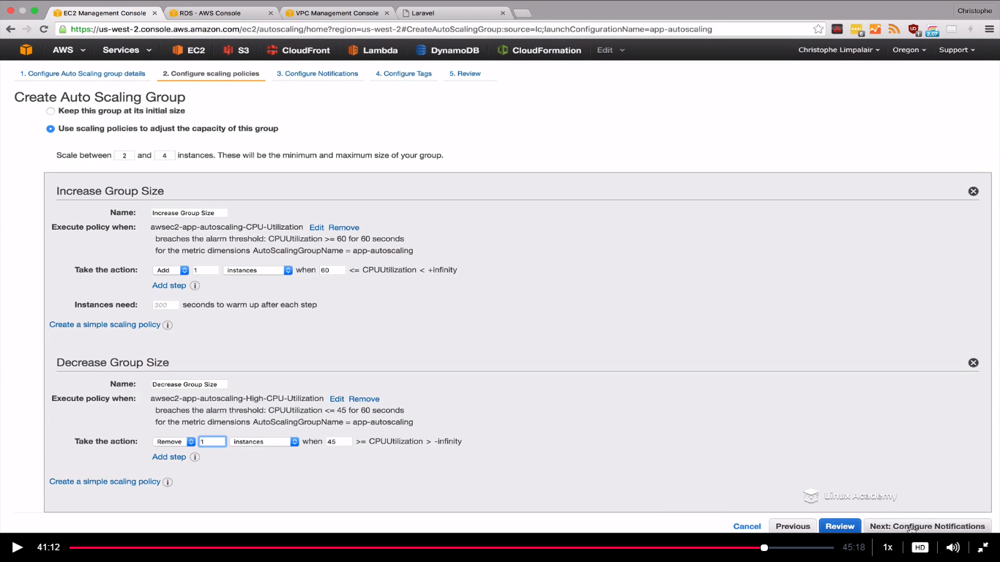 EC2 Management Console
RDS · AWS Console
VPC Management Console
Laravel
Christophe
https://us-west-2.console.aws.amazon.com/ec2/autoscaling/home?region=us-west-2#CreateAutoScalingGroup:source=lc;launchConfigurationName=app-autoscaling
6
1
2.07
AWS Services EC2 S3 CloudFront Lambda DynamoDB CloudFormation Edit Christophe Limpalair Oregon Support
1. Configure Auto Scaling group details 2. Configure scaling policies 3. Configure Notifications 4. Configure Tags 5. Review
Create Auto Scaling Group
Keep this group at its initial size
Use scaling policies to adjust the capacity of this group
Scale between 2 and 4 instances. These will be the minimum and maximum size of your group.
Increase Group Size
Name: Increase Group Size
Execute policy when: awsec2-app-autoscaling-CPU-Utilization Edit Remove
breaches the alarm threshold: CPUUtilization >= 60 for 60 seconds
for the metric dimensions AutoScalingGroupName = app-autoscaling
Take the action: Add 1 instances when 60 <= CPUUtilization < +infinity
Add step i
Instances need: 300 seconds to warm up after each step
Create a simple scaling policy i
Decrease Group Size
Name: Decrease Group Size
Execute policy when: awsec2-app-autoscaling-High-CPU-Utilization Edit Remove
breaches the alarm threshold: CPUUtilization <= 45 for 60 seconds
for the metric dimensions AutoScalingGroupName = app-autoscaling
Take the action: Remove 1 instances when 45 >= CPUUtilization > -infinity
Add step i
Create a simple scaling policy i
Linux Academy
Cancel Previous Review Next: Configure Notifications
41:12 45:18 1x HD